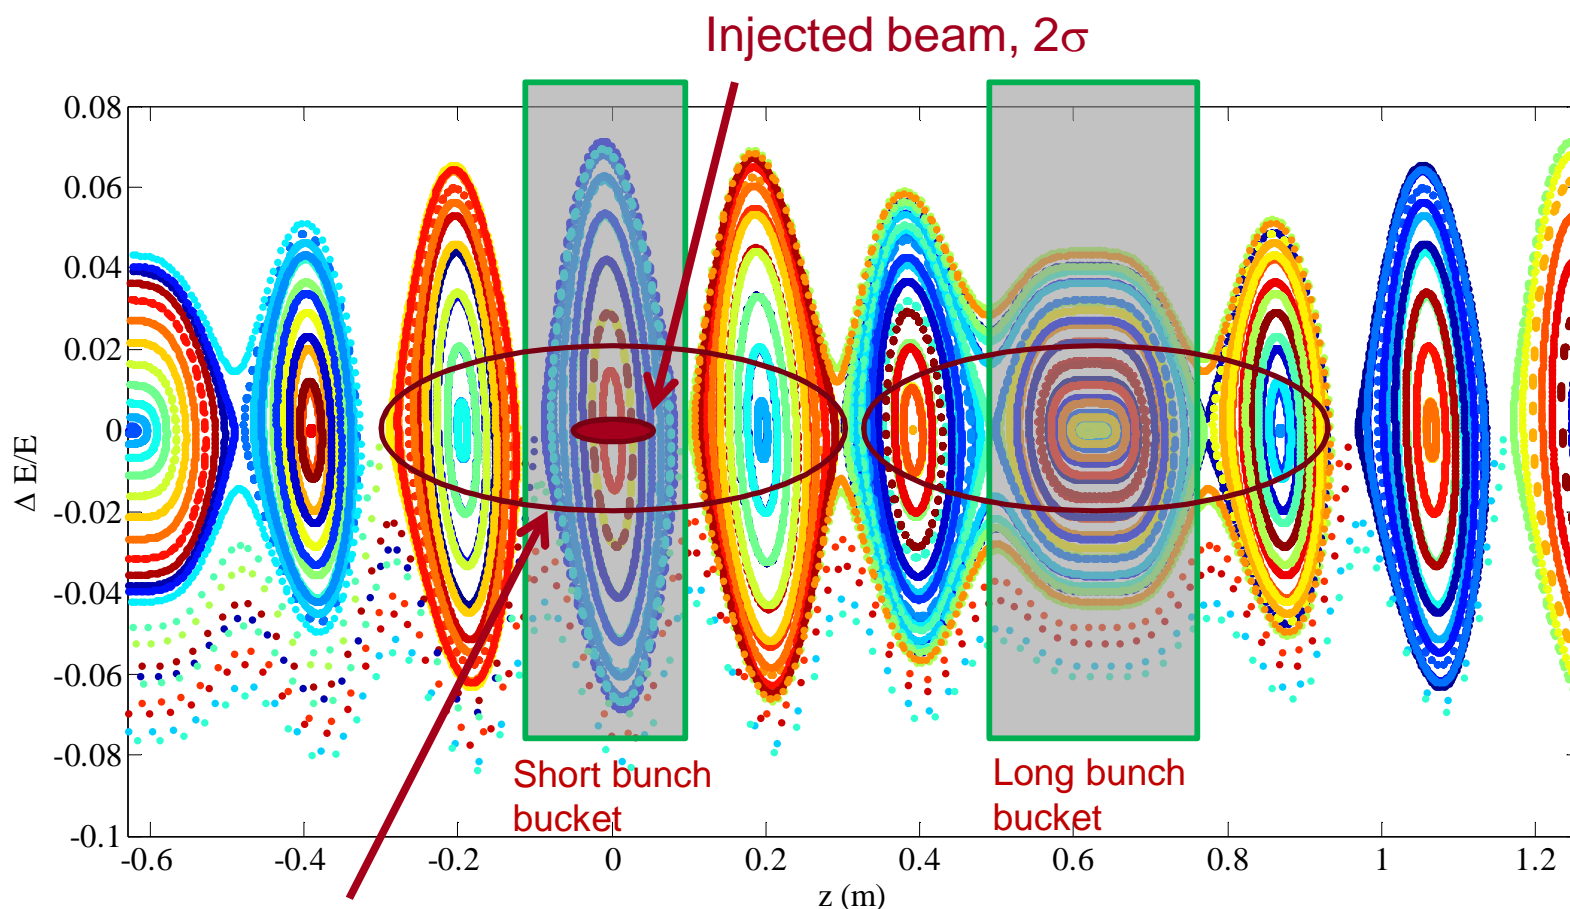 Injected beam, 2σ
0.08
0.06
0.04
0.02
0
-0.02
-0.04
-0.06
-0.08
-0.1
Δ E/E
Short bunch
bucket
Long bunch
bucket
-0.6
-0.4
-0.2
0
0.2
0.4
0.6
0.8
1
1.2
z (m)